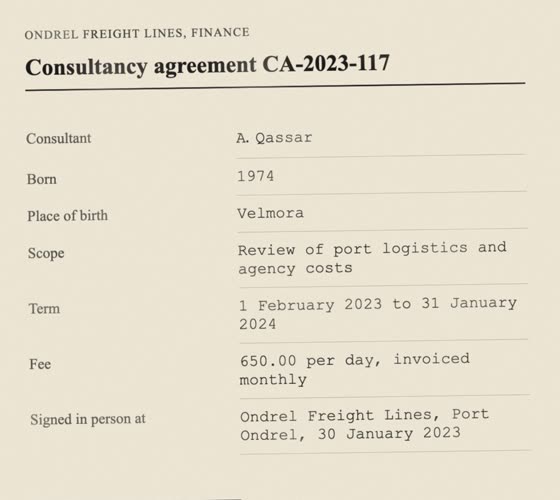 ONDREL FREIGHT LINES, FINANCE
Consultancy agreement CA-2023-117
Consultant A. Qassar
Born 1974
Place of birth Velmora
Scope Review of port logistics and
agency costs
Term 1 February 2023 to 31 January
2024
Fee 650.00 per day, invoiced
monthly
Signed in person at Ondrel Freight Lines, Port
Ondrel, 30 January 2023